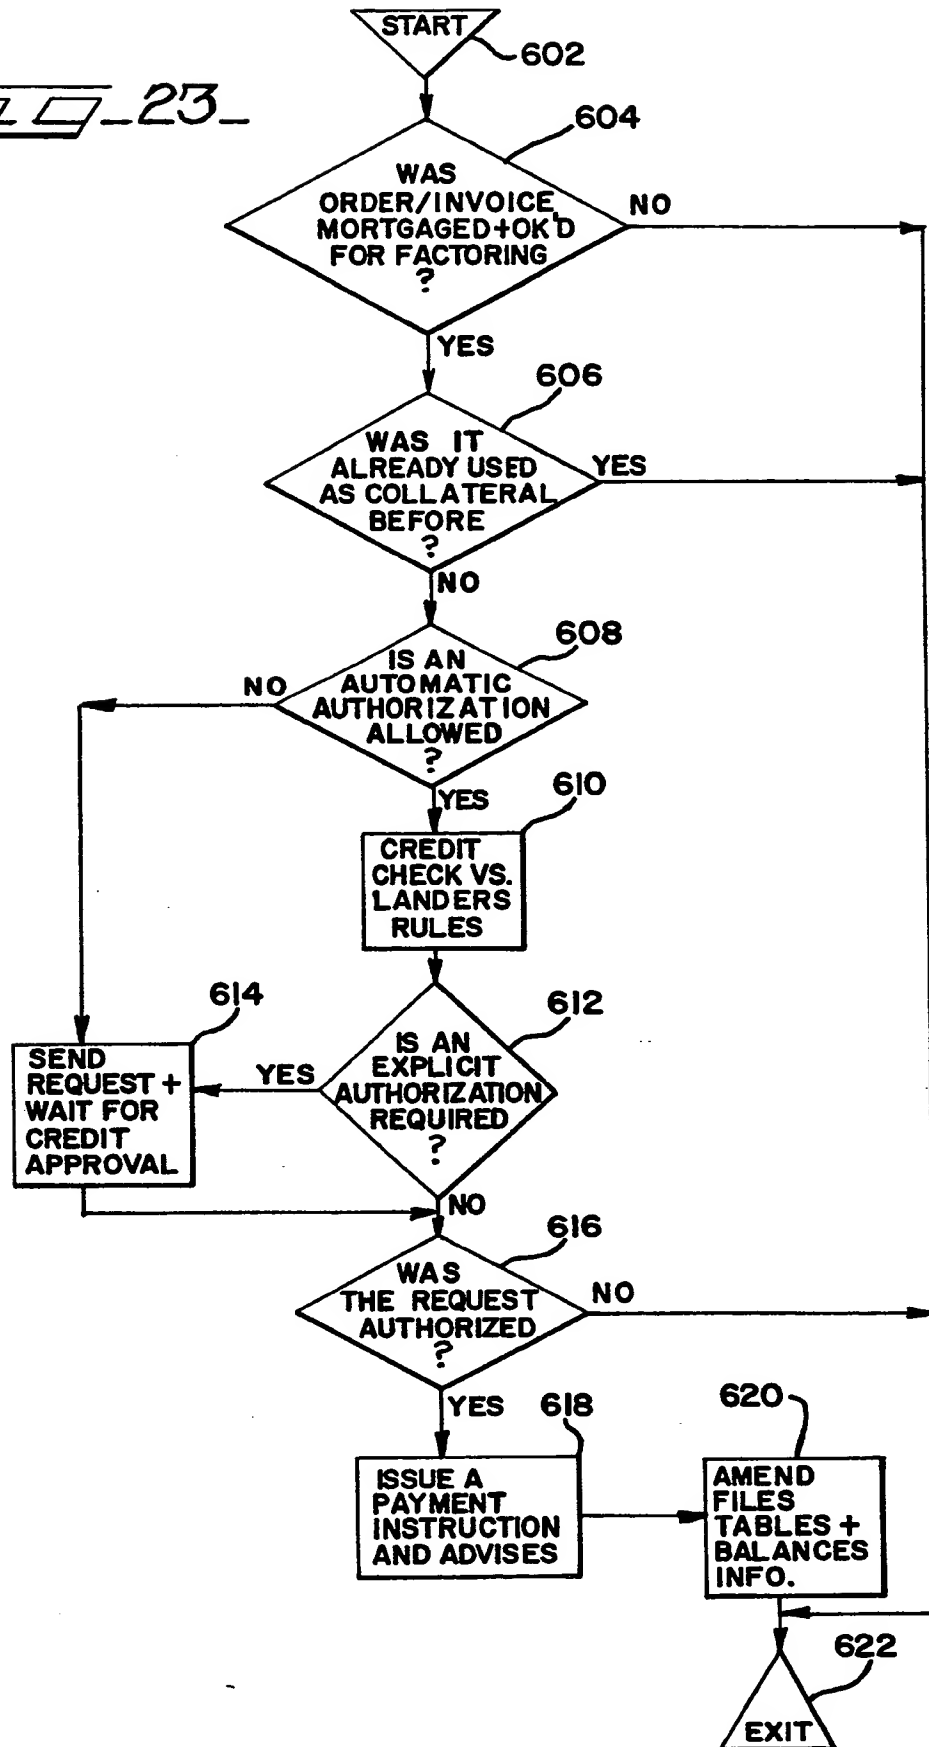 START
602
FIG_23_
604
WAS
ORDER/INVOICE
MORTGAGED+OK'D
FOR FACTORING
?
NO
YES
606
WAS IT
ALREADY USED
AS COLLATERAL
BEFORE
?
YES
NO
608
IS AN
AUTOMATIC
AUTHORIZATION
ALLOWED
?
NO
YES
610
CREDIT
CHECK VS.
LANDERS
RULES
614
612
SEND
REQUEST +
WAIT FOR
CREDIT
APPROVAL
YES
IS AN
EXPLICIT
AUTHORIZATION
REQUIRED
?
NO
616
WAS
THE REQUEST
AUTHORIZED
?
NO
YES
618
620
ISSUE A
PAYMENT
INSTRUCTION
AND ADVISES
AMEND
FILES
TABLES +
BALANCES
INFO.
622
EXIT